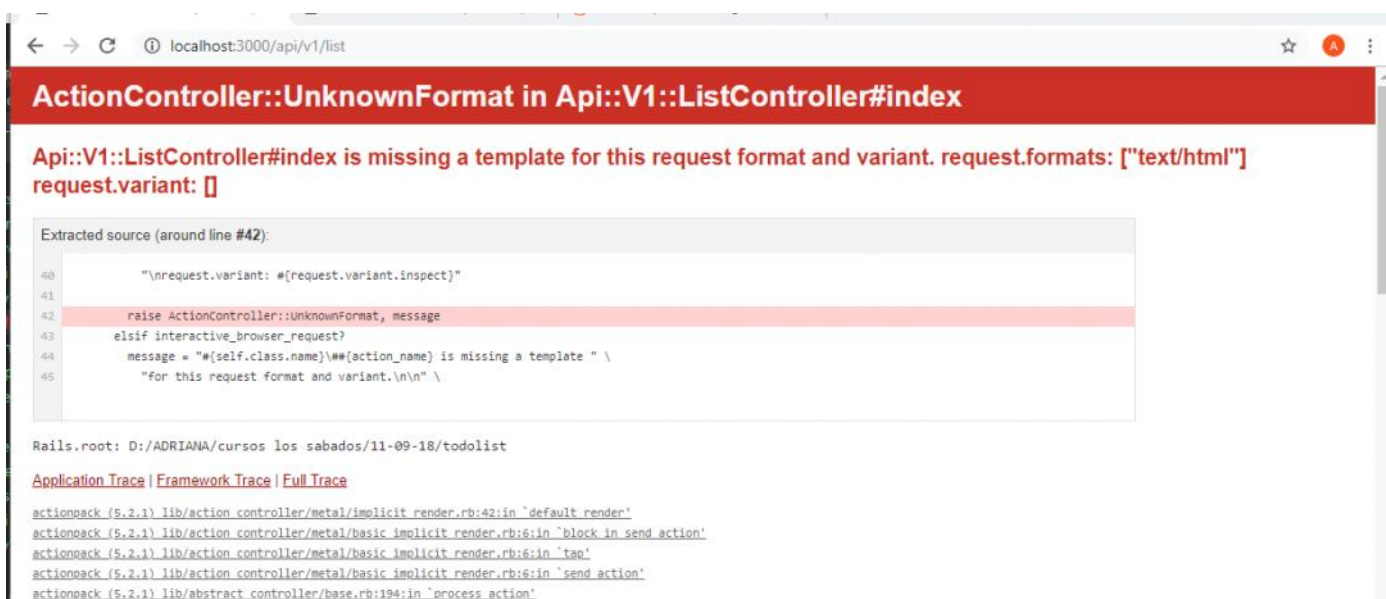 localhost:3000/api/v1/list
A
ActionController::UnknownFormat in Api::V1::ListController#index
Api::V1::ListController#index is missing a template for this request format and variant. request.formats: ["text/html"]
request.variant: []
Extracted source (around line #42):
40 "\nrequest.variant: #{request.variant.inspect}"
41
42 raise ActionController::UnknownFormat, message
43 elsif interactive_browser_request?
44 message = "#{self.class.name}\##{action_name} is missing a template " \
45 "for this request format and variant.\n\n" \
Rails.root: D:/ADRIANA/cursos los sabados/11-09-18/todolist
Application Trace | Framework Trace | Full Trace
actionpack (5.2.1) lib/action_controller/metal/implicit_render.rb:42:in `default_render'
actionpack (5.2.1) lib/action_controller/metal/basic_implicit_render.rb:6:in `block in send_action'
actionpack (5.2.1) lib/action_controller/metal/basic_implicit_render.rb:6:in `tap'
actionpack (5.2.1) lib/action_controller/metal/basic_implicit_render.rb:6:in `send_action'
actionpack (5.2.1) lib/abstract_controller/base.rb:194:in `process_action'